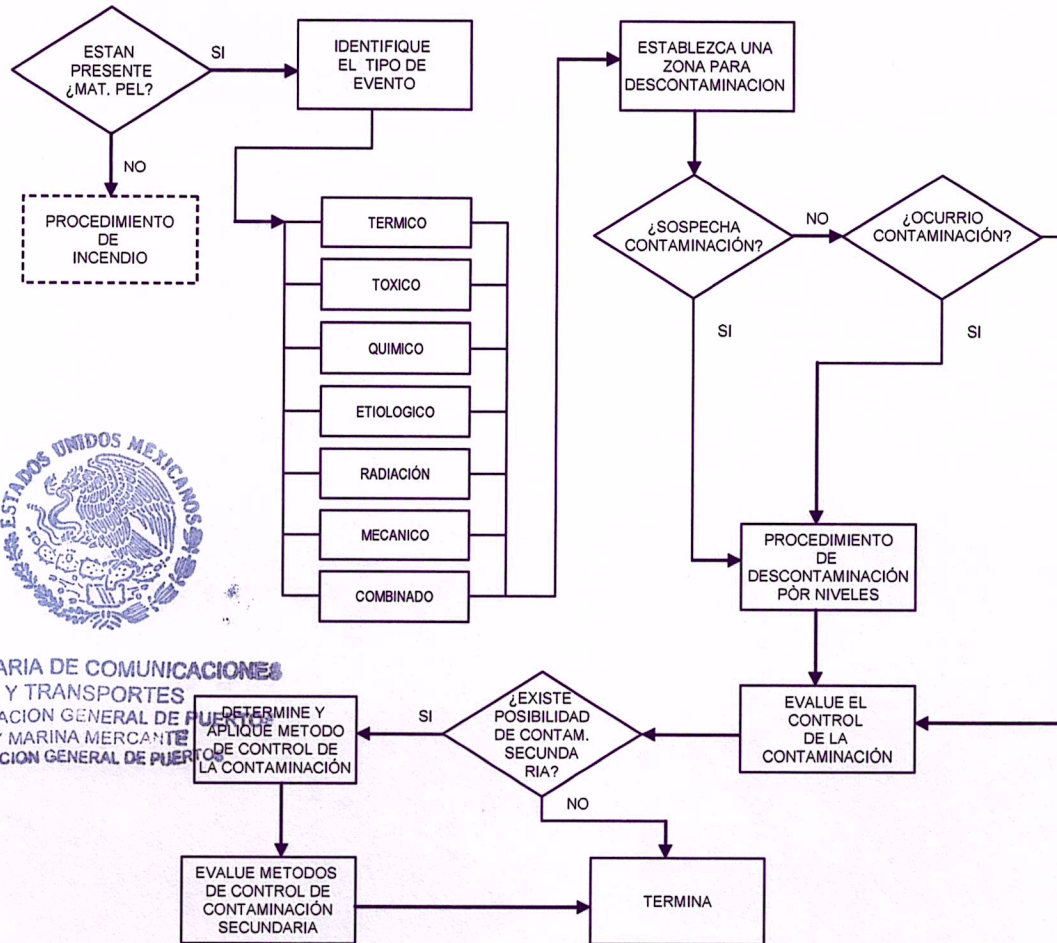 ESTAN
PRESENTE
¿MAT. PEL?
SI
NO
PROCEDIMIENTO
DE
INCENDIO
IDENTIFIQUE
EL TIPO DE
EVENTO
TERMICO
TOXICO
QUIMICO
ETIOLOGICO
RADIACIÓN
MECANICO
COMBINADO
ESTABLEZCA UNA
ZONA PARA
DESCONTAMINACION
¿SOSPECHA
CONTAMINACIÓN?
NO
SI
¿OCURRIO
CONTAMINACIÓN?
SI
PROCEDIMIENTO
DE
DESCONTAMINACIÓN
PÒR NIVELES
EVALUE EL
CONTROL
DE LA
CONTAMINACIÓN
¿EXISTE
POSIBILIDAD
DE CONTAM.
SECUNDA
RIA?
SI
NO
DETERMINE Y
APLIQUE METODO
DE CONTROL DE
LA CONTAMINACIÓN
EVALUE METODOS
DE CONTROL DE
CONTAMINACIÓN
SECUNDARIA
TERMINA
ESTADOS UNIDOS MEXICANOS
ARIA DE COMUNICACIONES
Y TRANSPORTES
ACION GENERAL DE PUERTOS
Y MARINA MERCANTE
CION GENERAL DE PUERTOS